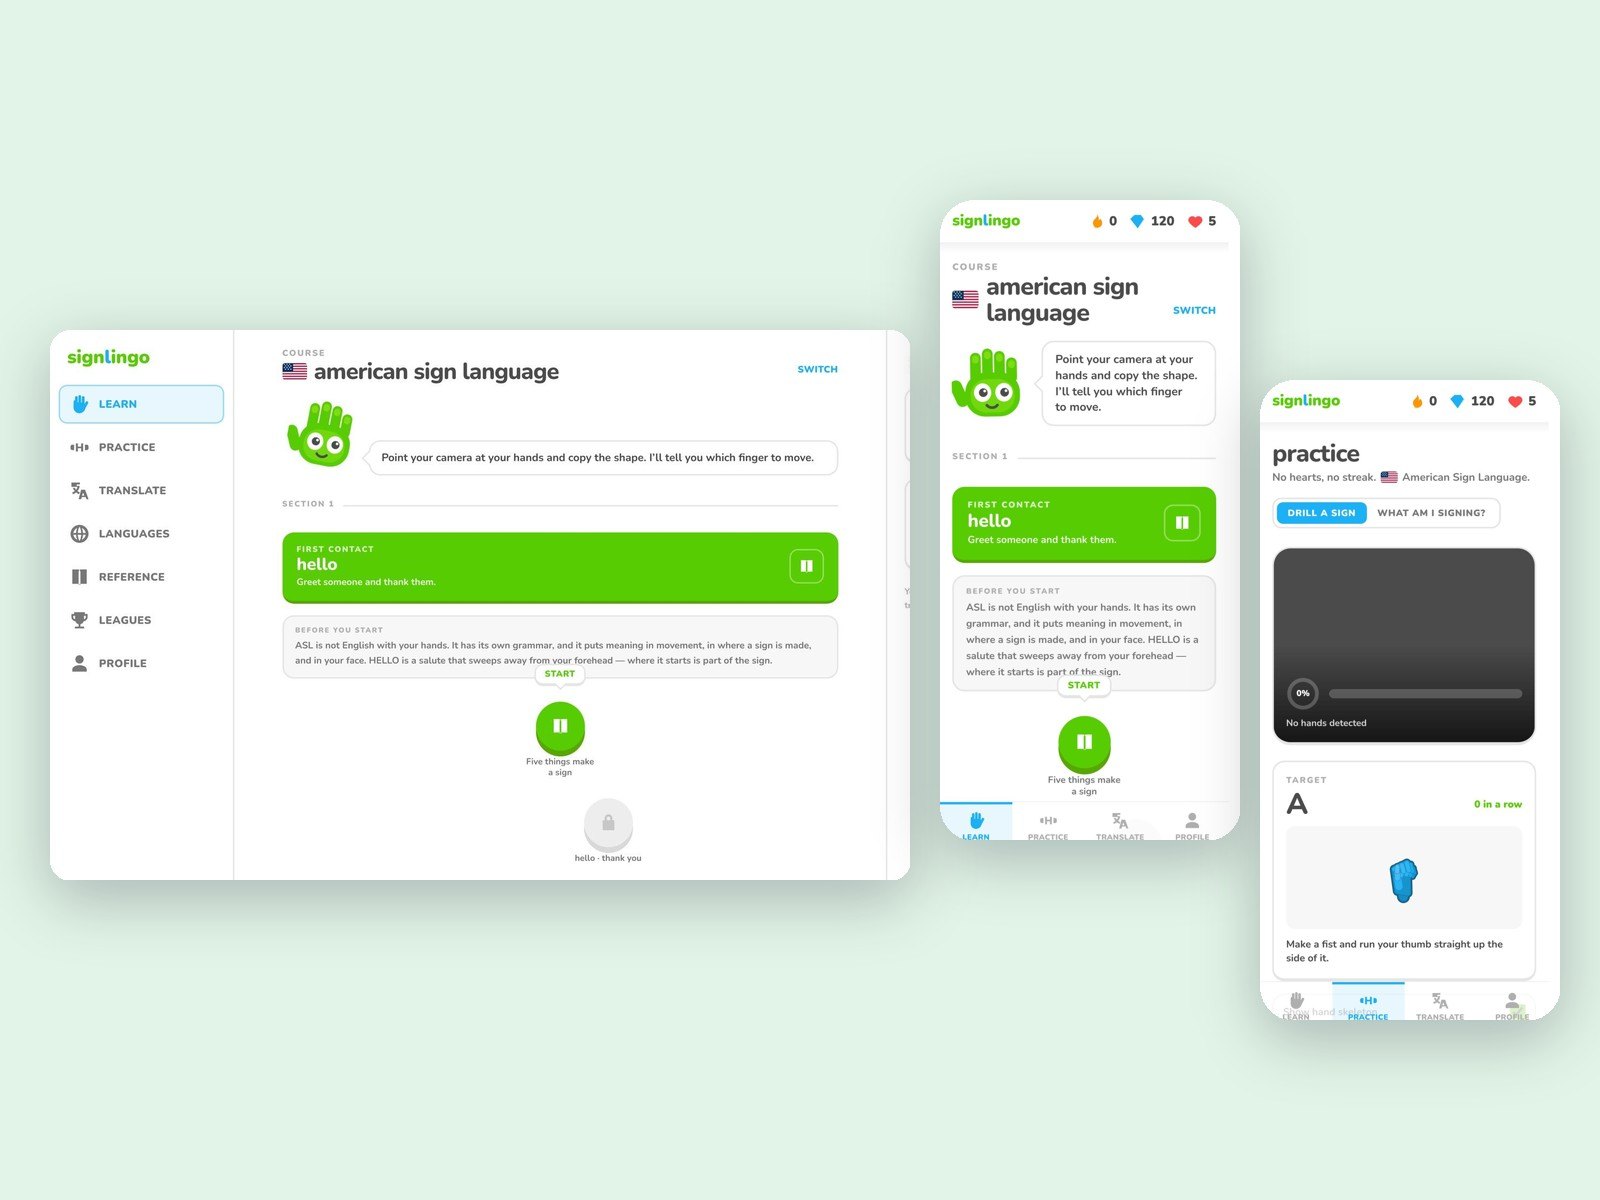 signlingo
LEARN
PRACTICE
TRANSLATE
LANGUAGES
REFERENCE
LEAGUES
PROFILE
COURSE
american sign language
SWITCH
Point your camera at your hands and copy the shape. I'll tell you which finger to move.
SECTION 1
FIRST CONTACT
hello
Greet someone and thank them.
BEFORE YOU START
ASL is not English with your hands. It has its own grammar, and it puts meaning in movement, in where a sign is made,
and in your face. HELLO is a salute that sweeps away from your forehead — where it starts is part of the sign.
START
Five things make
a sign
hello · thank you
signlingo
0
120
5
COURSE
american sign
language
SWITCH
Point your camera at your
hands and copy the shape.
I'll tell you which finger
to move.
SECTION 1
FIRST CONTACT
hello
Greet someone and thank them.
BEFORE YOU START
ASL is not English with your hands. It has its own
grammar, and it puts meaning in movement, in
where a sign is made, and in your face. HELLO is a
salute that sweeps away from your forehead —
where it starts is part of the sign.
START
Five things make
a sign
LEARN
PRACTICE
TRANSLATE
PROFILE
signlingo
0
120
5
practice
No hearts, no streak. American Sign Language.
DRILL A SIGN
WHAT AM I SIGNING?
0%
No hands detected
TARGET
A
0 in a row
Make a fist and run your thumb straight up the
side of it.
Show hand skeleton
LEARN
PRACTICE
TRANSLATE
PROFILE